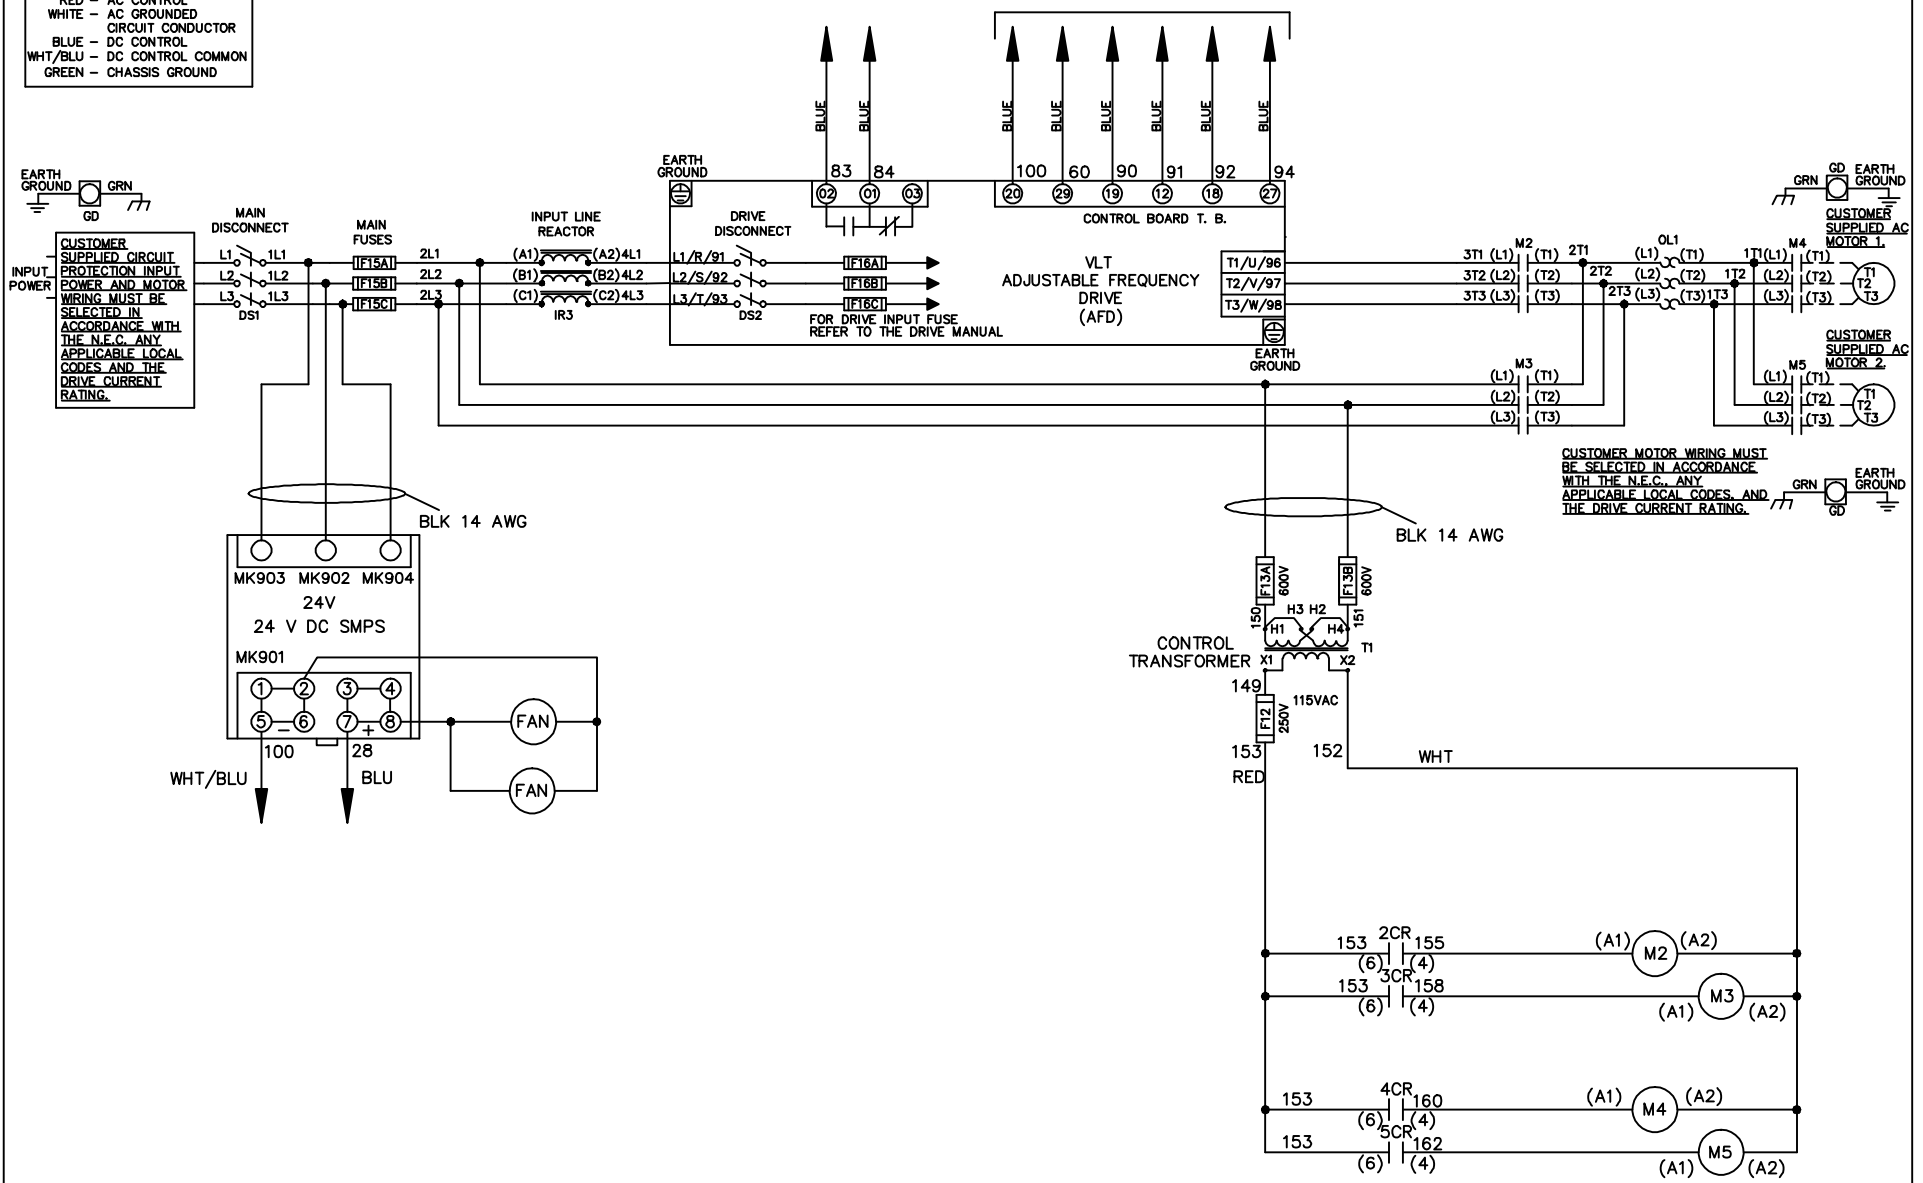 RED – AC CONTROL
WHITE – AC GROUNDED
CIRCUIT CONDUCTOR
BLUE – DC CONTROL
WHT/BLU – DC CONTROL COMMON
GREEN – CHASSIS GROUND
BLUE BLUE BLUE BLUE BLUE BLUE BLUE BLUE
EARTH
GROUND
GRN
GD
MAIN
DISCONNECT
MAIN
FUSES
INPUT LINE
REACTOR
EARTH
GROUND
DRIVE
DISCONNECT
83 84 100 60 90 91 92 94
02 01 03 20 29 19 12 18 27
CONTROL BOARD T. B.
GRN
GD
EARTH
GROUND
CUSTOMER
SUPPLIED AC
MOTOR 1.
INPUT
POWER
CUSTOMER
SUPPLIED CIRCUIT
PROTECTION INPUT
POWER AND MOTOR
WIRING MUST BE
SELECTED IN
ACCORDANCE WITH
THE N.E.C. ANY
APPLICABLE LOCAL
CODES AND THE
DRIVE CURRENT
RATING.
L1 1L1 F15A 2L1 (A1) (A2) 4L1 L1/R/91 F16A
L2 1L2 F15B 2L2 (B1) (B2) 4L2 L2/S/92 F16B
L3 1L3 F15C 2L3 (C1) (C2) 4L3 L3/T/93 F16C
DS1 IR3 DS2
FOR DRIVE INPUT FUSE
REFER TO THE DRIVE MANUAL
VLT
ADJUSTABLE FREQUENCY
DRIVE
(AFD)
T1/U/96
T2/V/97
T3/W/98
EARTH
GROUND
M2 OL1 M4
3T1 (L1) (T1) 2T1 (L1) (T1) 1T1 (L1) (T1) T1
3T2 (L2) (T2) 2T2 (L2) (T2) 1T2 (L2) (T2) T2
3T3 (L3) (T3) 2T3 (L3) (T3) 1T3 (L3) (T3) T3
CUSTOMER
SUPPLIED AC
MOTOR 2.
M3 M5
(L1) (T1) (L1) (T1) T1
(L2) (T2) (L2) (T2) T2
(L3) (T3) (L3) (T3) T3
CUSTOMER MOTOR WIRING MUST
BE SELECTED IN ACCORDANCE
WITH THE N.E.C., ANY
APPLICABLE LOCAL CODES, AND
THE DRIVE CURRENT RATING.
GRN
GD
EARTH
GROUND
BLK 14 AWG
BLK 14 AWG
MK903 MK902 MK904
24V
24 V DC SMPS
MK901
1 2 3 4
5 6 7 8
– +
100 28
WHT/BLU BLU
FAN
FAN
F13A 600V F13B 600V
150 151
H3 H2
H1 H4
CONTROL
TRANSFORMER
T1
X1 X2
149
115VAC
F12 250V
153
RED
152
WHT
153 2CR 155 (A1) M2 (A2)
(6) (4)
153 3CR 158 M3
(6) (4) (A1) (A2)
153 4CR 160 (A1) M4 (A2)
(6) (4)
153 5CR 162 M5
(6) (4) (A1) (A2)